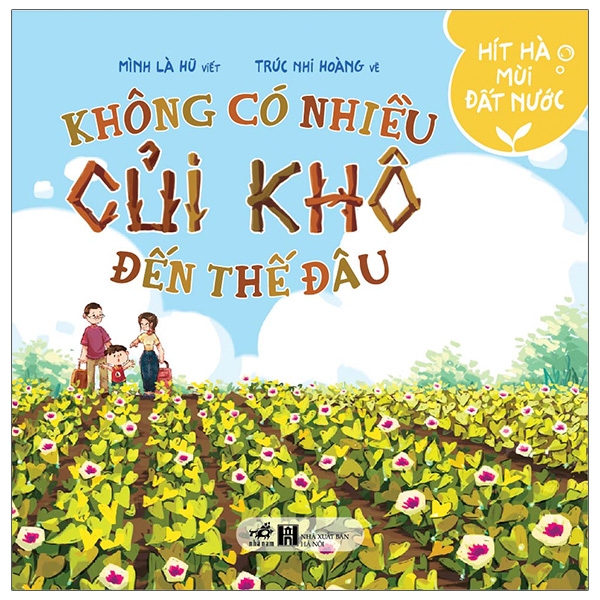 MÌNH LÀ HŨ VIẾT TRÚC NHI HOÀNG VẼ
HÍT HÀ
MÙI
ĐẤT NƯỚC
KHÔNG CÓ NHIỀU
CỦI KHÔ
ĐẾN THẾ ĐÂU
nhã nam
NHÀ XUẤT BẢN
HÀ NỘI